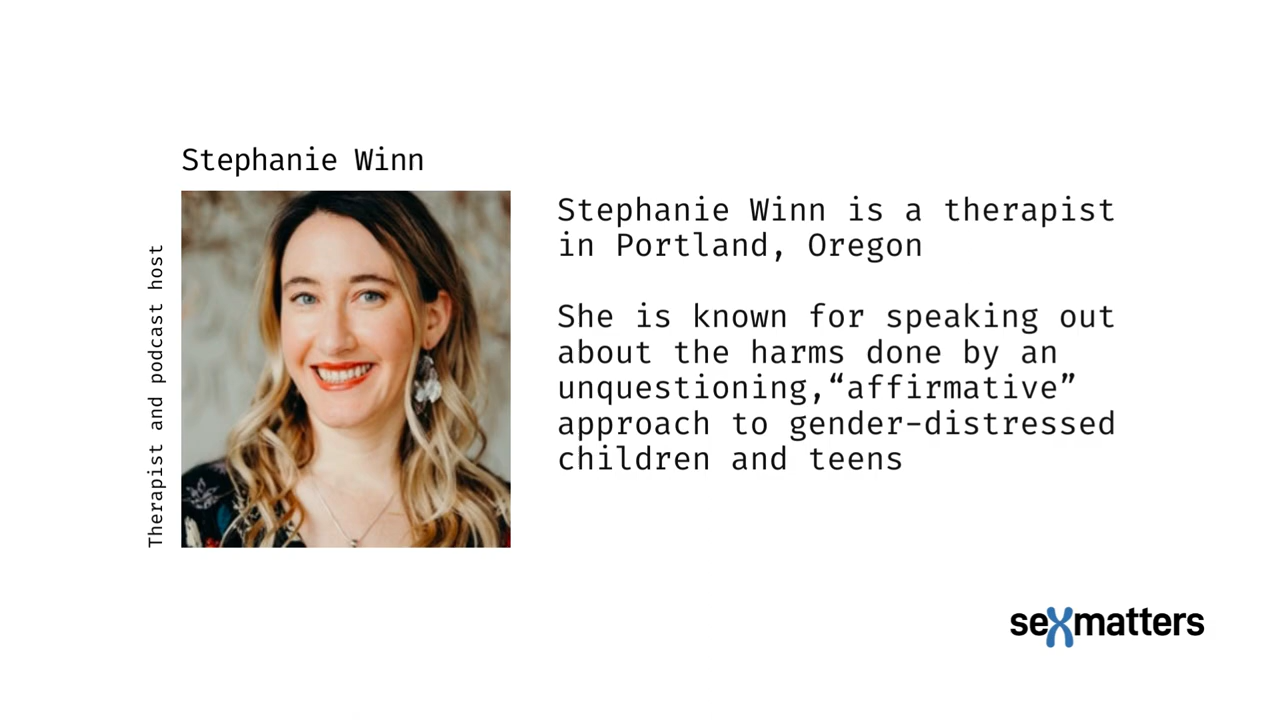 Stephanie Winn
Therapist and podcast host
Stephanie Winn is a therapist
in Portland, Oregon
She is known for speaking out
about the harms done by an
unquestioning,“affirmative”
approach to gender-distressed
children and teens
sexmatters